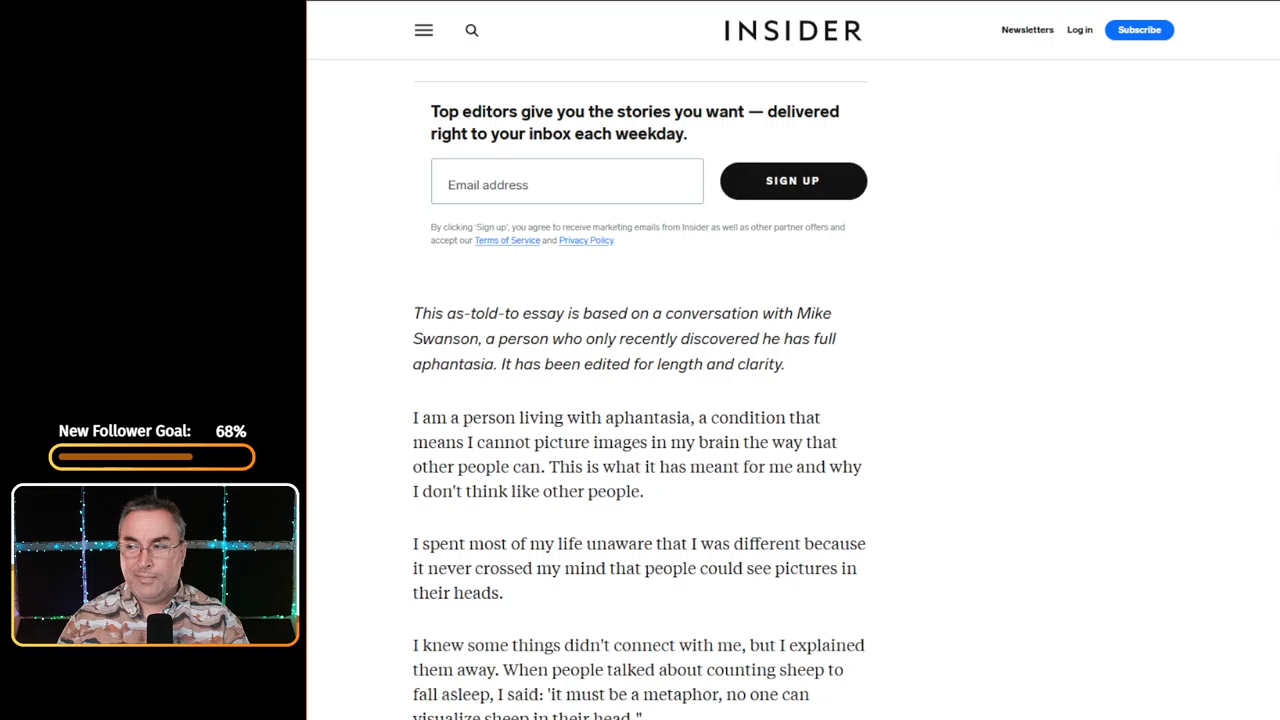 INSIDER
Newsletters
Log in
Subscribe
Top editors give you the stories you want — delivered
right to your inbox each weekday.
Email address
SIGN UP
By clicking 'Sign up', you agree to receive marketing emails from Insider as well as other partner offers and
accept our Terms of Service and Privacy Policy.
This as-told-to essay is based on a conversation with Mike
Swanson, a person who only recently discovered he has full
aphantasia. It has been edited for length and clarity.
I am a person living with aphantasia, a condition that
means I cannot picture images in my brain the way that
other people can. This is what it has meant for me and why
I don't think like other people.
I spent most of my life unaware that I was different because
it never crossed my mind that people could see pictures in
their heads.
I knew some things didn't connect with me, but I explained
them away. When people talked about counting sheep to
fall asleep, I said: 'it must be a metaphor, no one can
visualize sheep in their head."
New Follower Goal: 68%